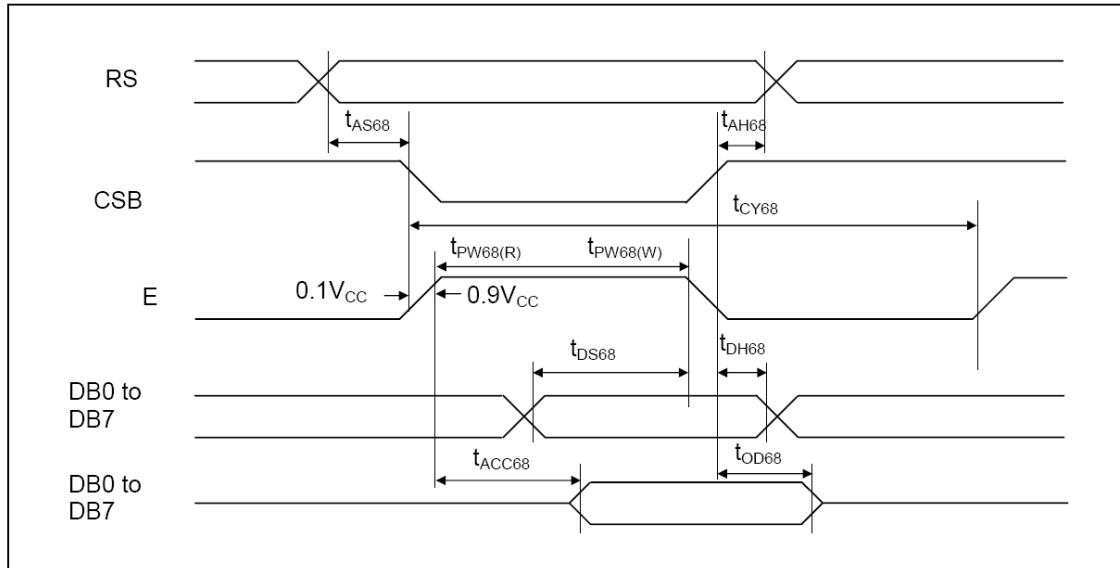 RS
tAS68
tAH68
CSB
tCY68
tPW68(R)
tPW68(W)
E
0.1VCC
0.9VCC
tDS68
tDH68
DB0 to
DB7
tACC68
tOD68
DB0 to
DB7